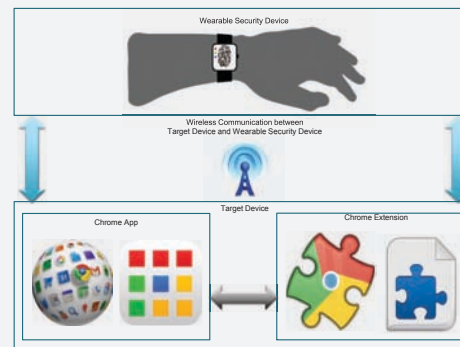 Wearable Security Device
Wireless Communication between
Target Device and Wearable Security Device
Target Device
Chrome App
Chrome Extension